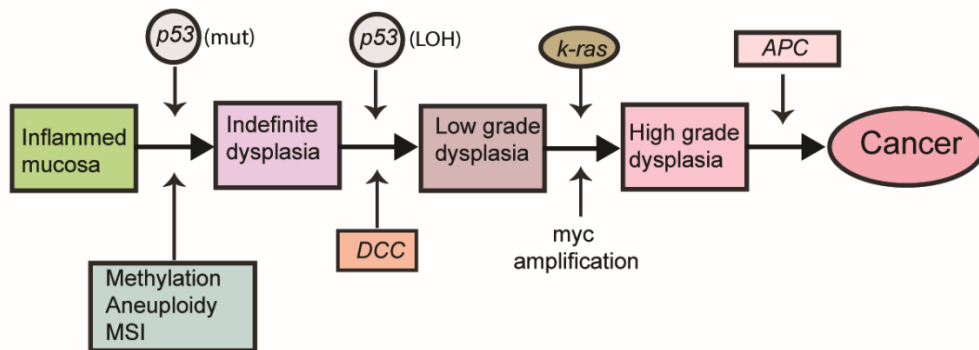 p53 (mut)
p53 (LOH)
k-ras
APC
Inflammed
mucosa
Indefinite
dysplasia
Low grade
dysplasia
High grade
dysplasia
Cancer
Methylation
Aneuploidy
MSI
DCC
myc
amplification